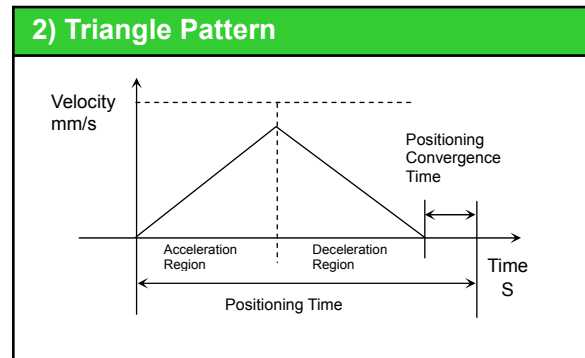 2) Triangle Pattern
Velocity
mm/s
Positioning
Convergence
Time
Acceleration
Region
Deceleration
Region
Time
S
Positioning Time